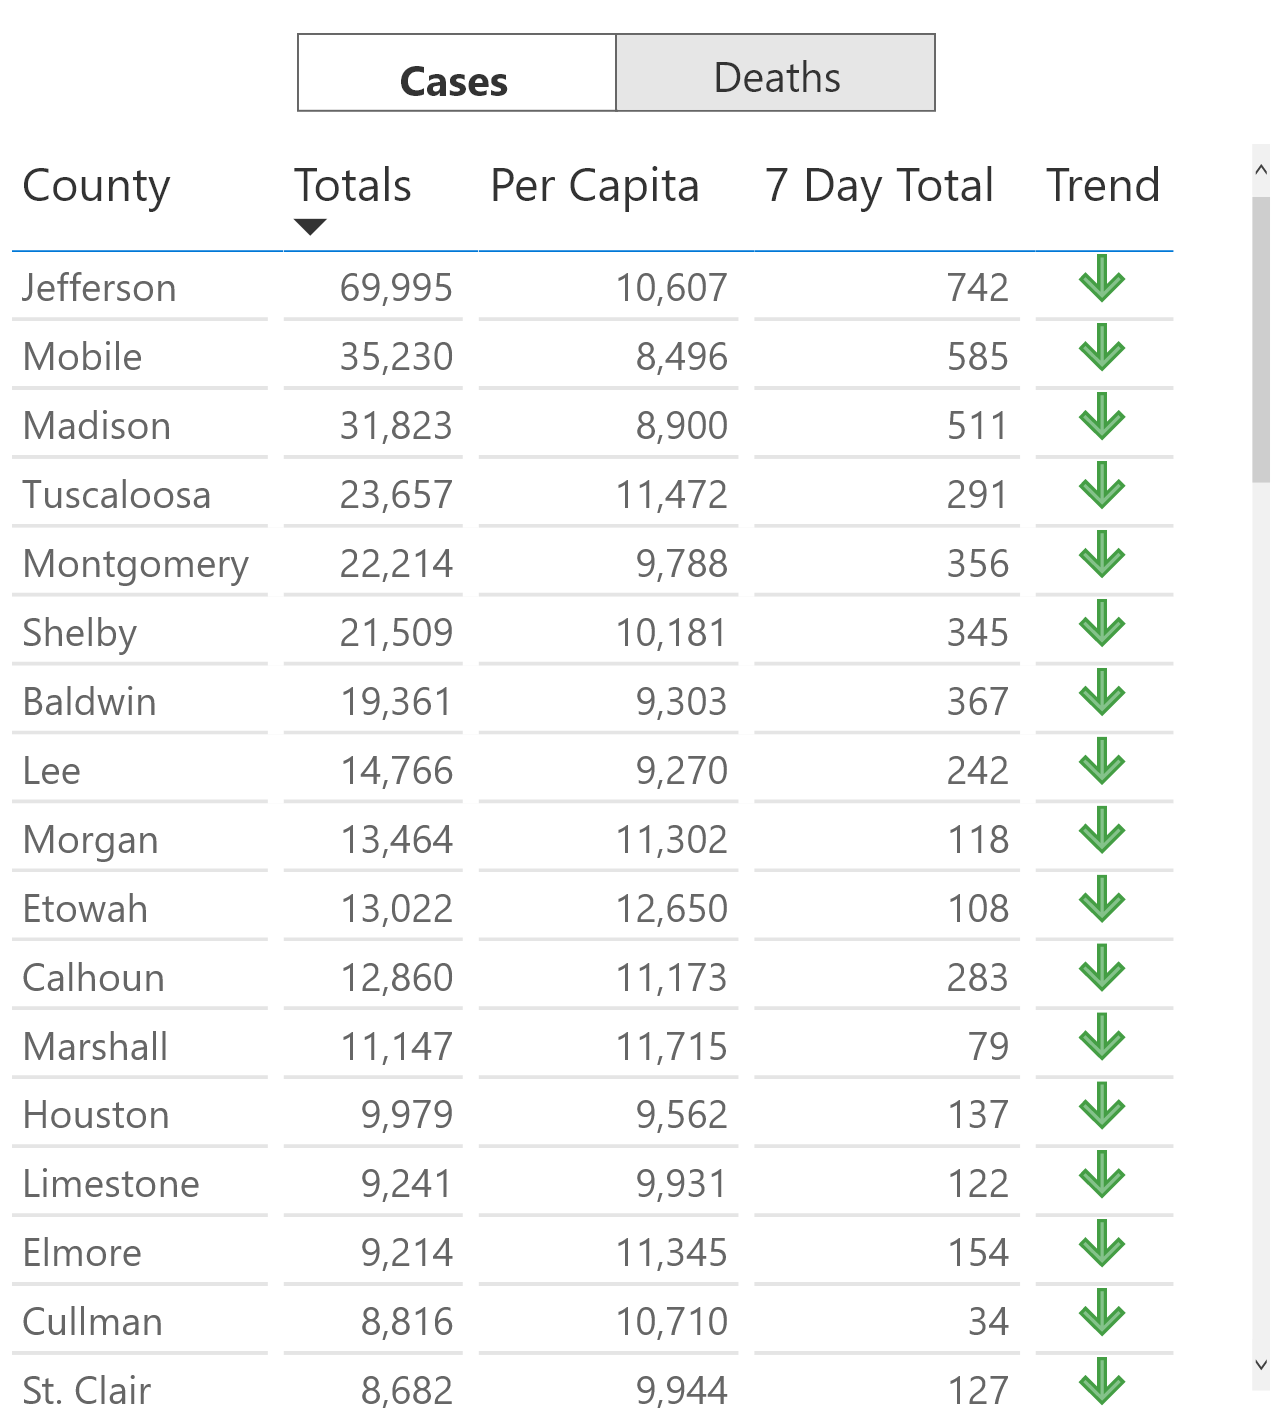 Cases Deaths
County Totals Per Capita 7 Day Total Trend
Jefferson 69,995 10,607 742
Mobile 35,230 8,496 585
Madison 31,823 8,900 511
Tuscaloosa 23,657 11,472 291
Montgomery 22,214 9,788 356
Shelby 21,509 10,181 345
Baldwin 19,361 9,303 367
Lee 14,766 9,270 242
Morgan 13,464 11,302 118
Etowah 13,022 12,650 108
Calhoun 12,860 11,173 283
Marshall 11,147 11,715 79
Houston 9,979 9,562 137
Limestone 9,241 9,931 122
Elmore 9,214 11,345 154
Cullman 8,816 10,710 34
St. Clair 8,682 9,944 127